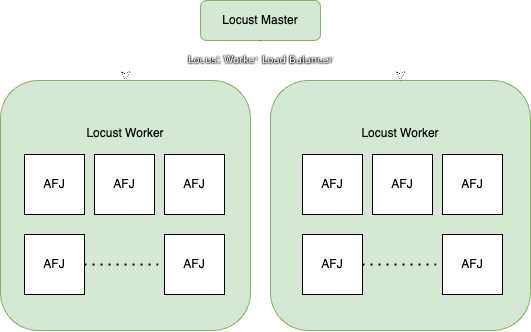 Locust Master
Locust Worker Load Balancer
Locust Worker
Locust Worker
AFJ AFJ AFJ AFJ AFJ AFJ
AFJ AFJ AFJ AFJ